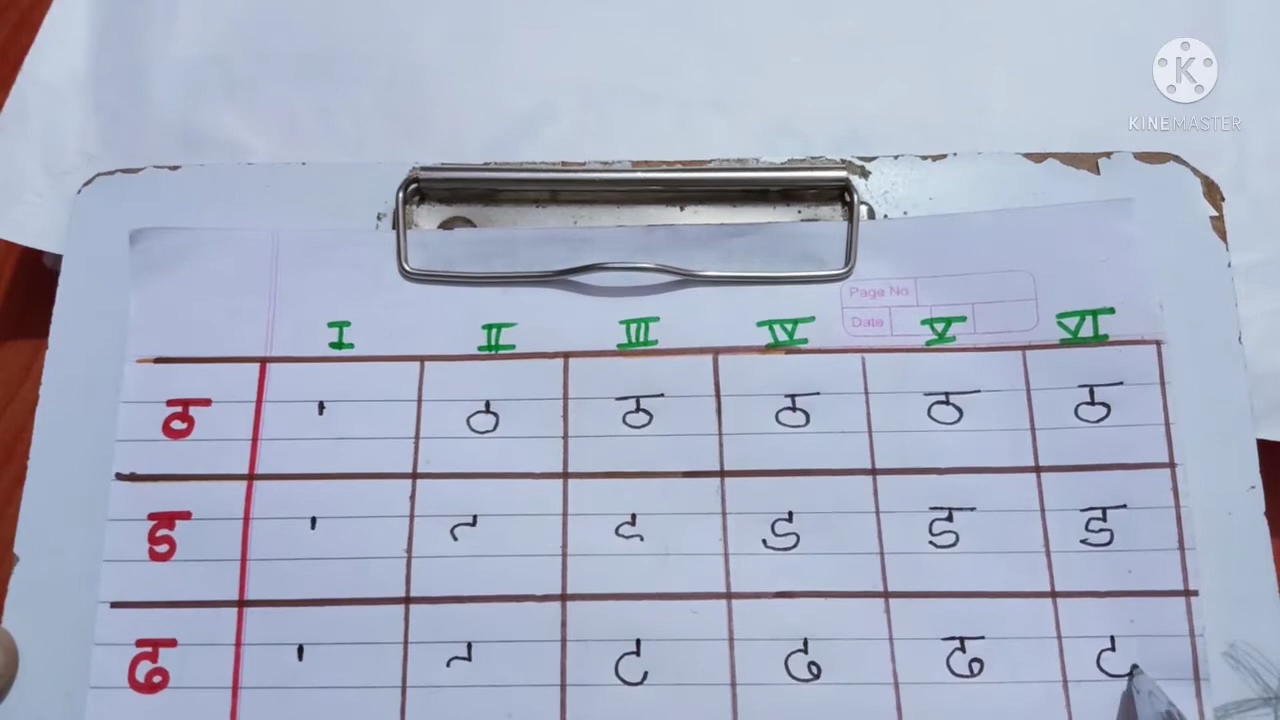 KINEMASTER
Page No.
Date
I II III IV V VI
ठ ' ठ ठ ठ ठ
ड ' ड ड ड
ढ ' ढ